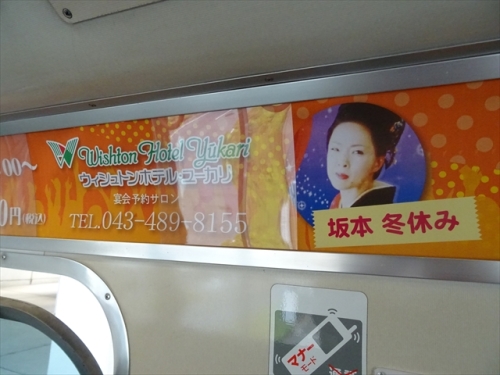 :00～
0円(税込)
Wishton Hotel Yukari
ウィシュトンホテル・ユーカリ
宴会予約サロン
TEL.043-489-8155
坂本 冬休み
マナー
モード